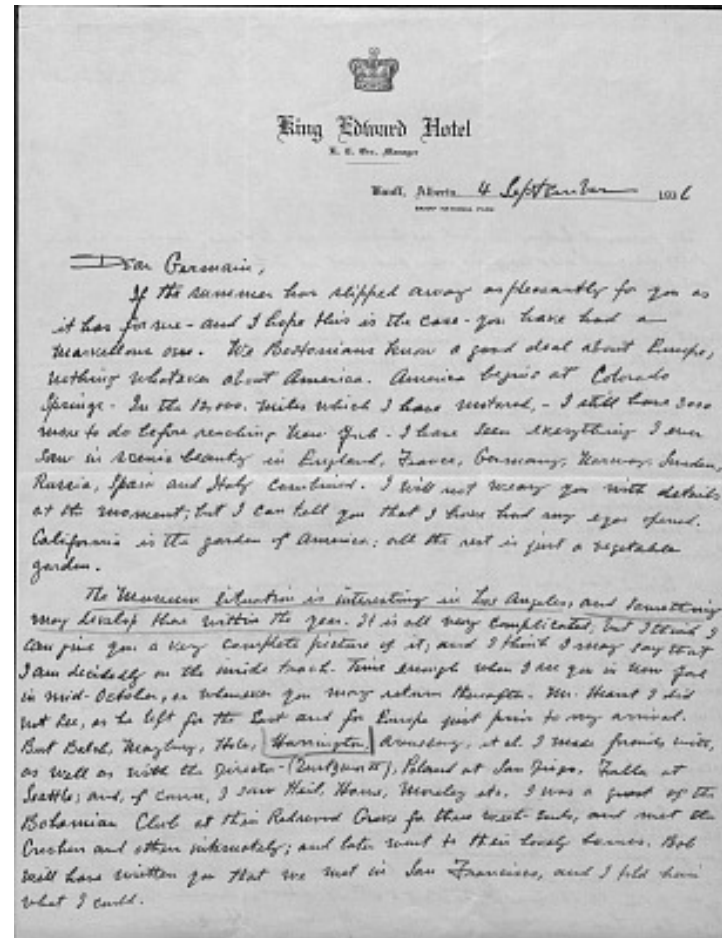 King Edward Hotel
Manager
Banff, Alberta, 4 September 1936
BANFF NATIONAL PARK
Dear Germain,
If the summer has slipped away as pleasantly for you as
it has for me - and I hope this is the case - you have had a
marvellous one. We Bostonians know a good deal about Europe,
nothing whatever about America. America begins at Colorado
Springs. In the 12,000. miles which I have motored, - I still have 3000
more to do before reaching New York - I have seen everything I ever
saw in scenic beauty in England, France, Germany, Norway, Sweden,
Russia, Spain and Italy combined. I will not weary you with details
at the moment; but I can tell you that I have had my eyes opened.
California is the garden of America; all the rest is just a vegetable
garden.
The Museum situation is interesting in Los Angeles, and something
may develop there within the year. It is all very complicated, but I think I
can give you a very complete picture of it; and I think I may say that
I am decidedly on the inside track. Time enough when I see you in New York
in mid-October, or whenever you may return thereafter. Mr. Hearst I did
not see, as he left for the East and for Europe just prior to my arrival.
But Balch, Maybury, Hole, Harrington, Armsby, et al. I made friends with,
as well as with the Director - Poland at San Diego. Fuller at
Seattle; and, of course, I saw Heil, Howe, Morley etc. I was a guest of the
Bohemian Club at their Redwood Grove for three week-ends, and met the
Crockers and others intimately; and later went to their lovely homes. Bob
will have written you that we met in San Francisco, and I told him
what I could.